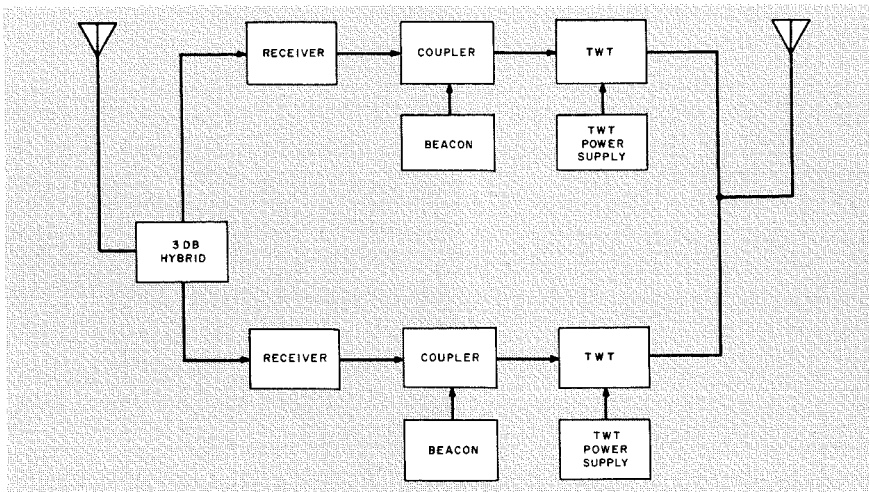 RECEIVER
COUPLER
TWT
BEACON
TWT
POWER
SUPPLY
3 DB
HYBRID
RECEIVER
COUPLER
TWT
BEACON
TWT
POWER
SUPPLY